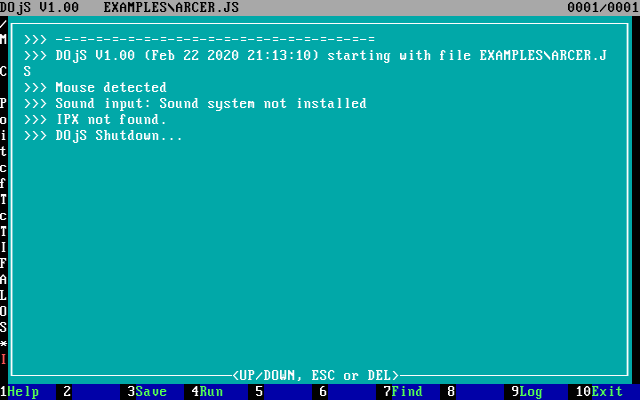 DOjS V1.00 EXAMPLES\ARCER.JS 0001/0001
/
M >>> -=-=-=-=-=-=-=-=-=-=-=-=-=-=-=-=-=-=-=-=
>>> DOjS V1.00 (Feb 22 2020 21:13:10) starting with file EXAMPLES\ARCER.J
C S
>>> Mouse detected
P >>> Sound input: Sound system not installed
o >>> IPX not found.
i >>> DOjS Shutdown...
t
c
f
T
c
T
I
F
A
L
O
S
*
I
<UP/DOWN, ESC or DEL>
1Help 2 3Save 4Run 5 6 7Find 8 9Log 10Exit